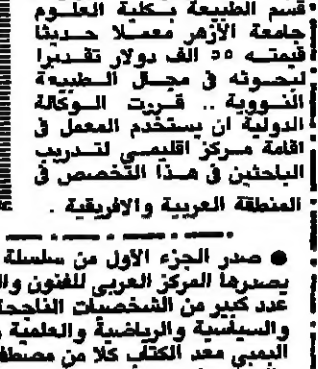 قسم الطبيعة بكلية العلوم
جامعة الأزهر معملا حديثا
قيمته ٥٥ الف دولار تقديرا
لبحوثه في مجال الطبيعة
النووية .. قررت الوكالة
الدولية ان يستخدم المعمل في
اقامة مركز اقليمي لتدريب
الباحثين في هذا التخصص في
المنطقة العربية والافريقية .
● صدر الجزء الأول من سلسلة
يصدرها المركز العربي للفنون
عدد كبير من الشخصيات الناجحة
والسياسية والرياضية والعلمية
اليمبي معد الكتاب كلا من مصطفى